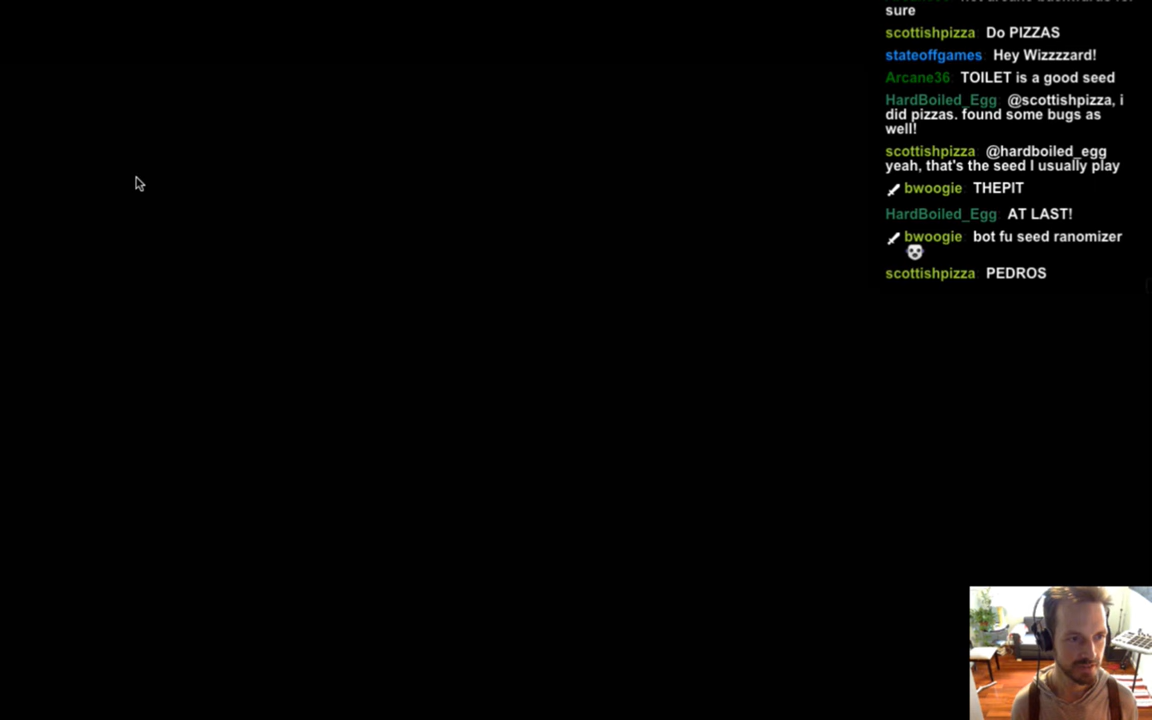 sure
scottishpizza Do PIZZAS
stateoffgames Hey Wizzzzard!
Arcane36 TOILET is a good seed
HardBoiled_Egg: @scottishpizza, i
did pizzas. found some bugs as
well!
scottishpizza @hardboiled_egg
yeah, that's the seed I usually play
bwoogie THEPIT
HardBoiled_Egg: AT LAST!
bwoogie bot fu seed ranomizer
scottishpizza PEDROS